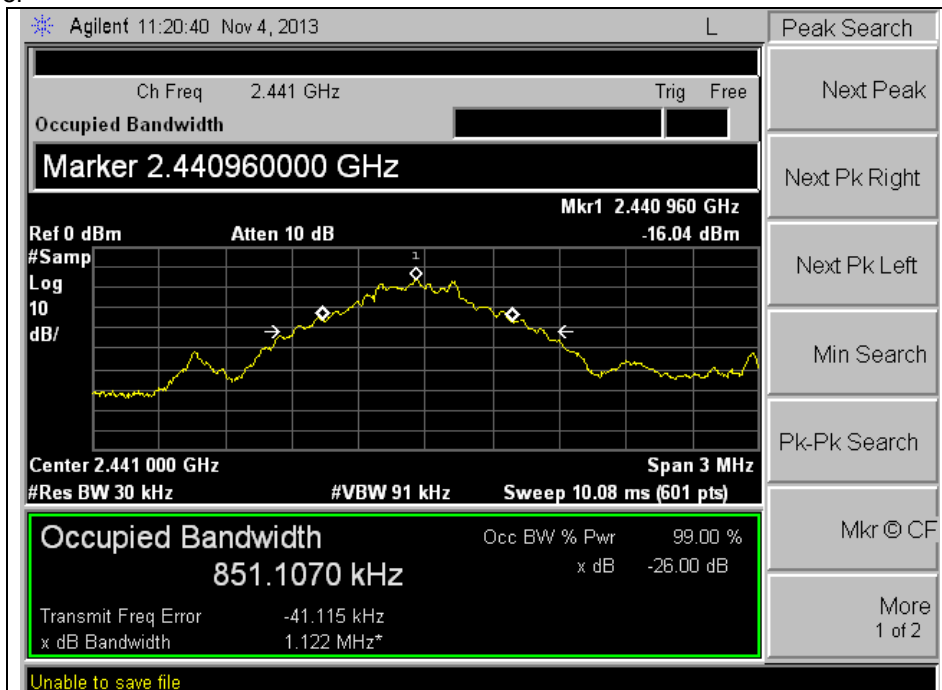 Agilent 11:20:40 Nov 4, 2013 L
Peak Search
Ch Freq 2.441 GHz Trig Free
Occupied Bandwidth
Marker 2.440960000 GHz
Mkr1 2.440 960 GHz
Ref 0 dBm Atten 10 dB -16.04 dBm
#Samp
Log
10
dB/
1
Center 2.441 000 GHz Span 3 MHz
#Res BW 30 kHz #VBW 91 kHz Sweep 10.08 ms (601 pts)
Occupied Bandwidth Occ BW % Pwr 99.00 %
851.1070 kHz x dB -26.00 dB
Transmit Freq Error -41.115 kHz
x dB Bandwidth 1.122 MHz*
Unable to save file
Next Peak
Next Pk Right
Next Pk Left
Min Search
Pk-Pk Search
Mkr © CF
More
1 of 2